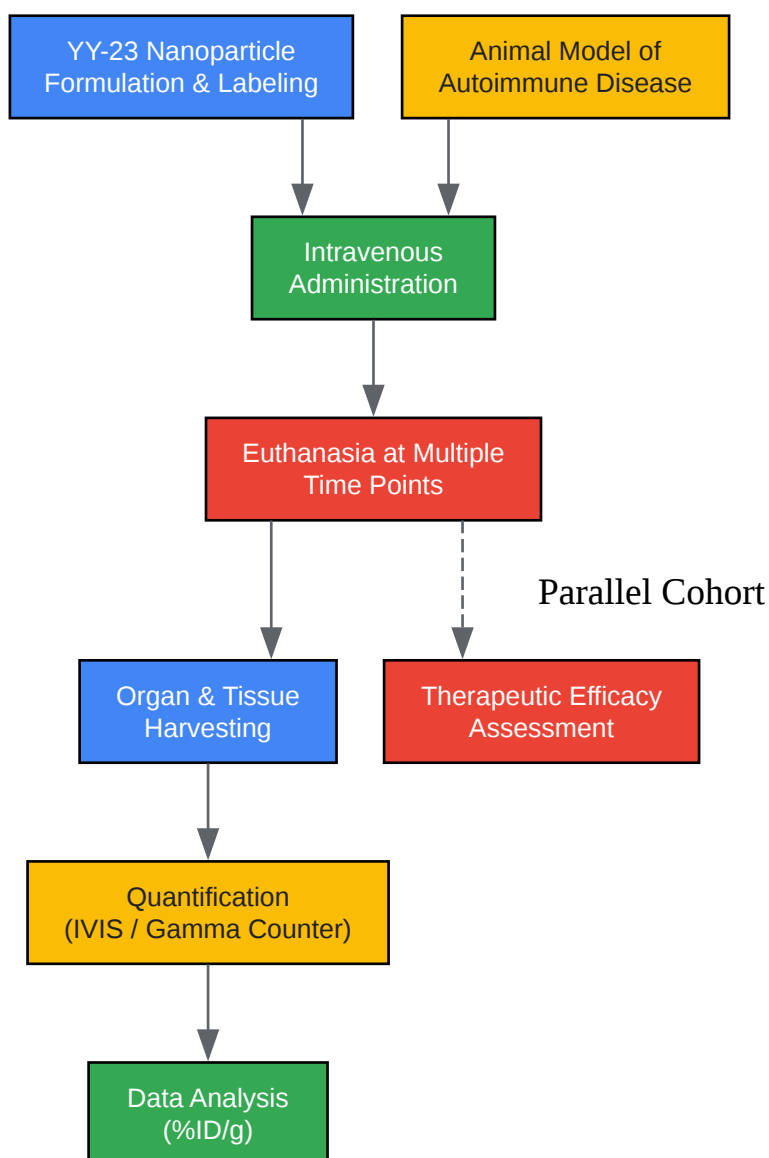 YY-23 Nanoparticle
Formulation & Labeling
Animal Model of
Autoimmune Disease
Intravenous
Administration
Euthanasia at Multiple
Time Points
Parallel Cohort
Organ & Tissue
Harvesting
Therapeutic Efficacy
Assessment
Quantification
(IVIS / Gamma Counter)
Data Analysis
(%ID/g)